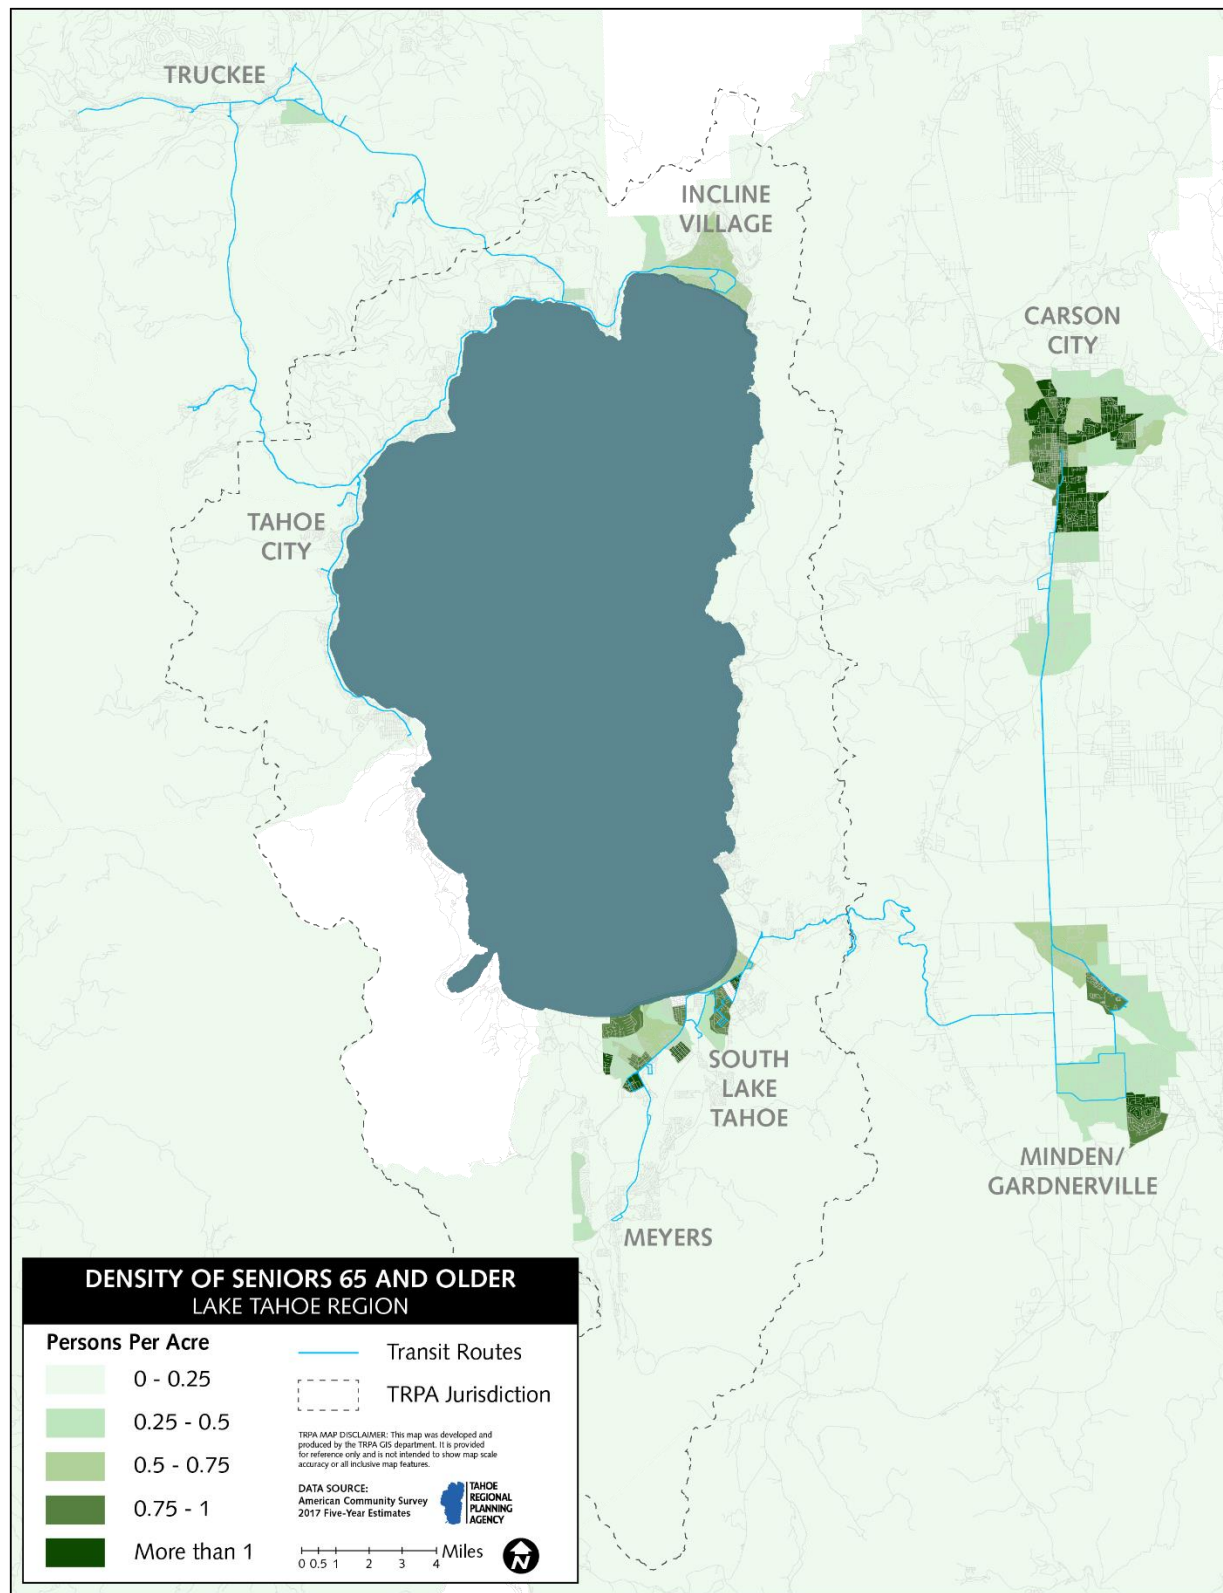 TRUCKEE
INCLINE
VILLAGE
CARSON
CITY
TAHOE
CITY
SOUTH
LAKE
TAHOE
MINDEN/
GARDNERVILLE
MEYERS
DENSITY OF SENIORS 65 AND OLDER
LAKE TAHOE REGION
Persons Per Acre
0 - 0.25
0.25 - 0.5
0.5 - 0.75
0.75 - 1
More than 1
Transit Routes
TRPA Jurisdiction
TRPA MAP DISCLAIMER: This map was developed and
produced by the TRPA GIS department. It is provided
for reference only and is not intended to show map scale
accuracy or all inclusive map features.
DATA SOURCE:
American Community Survey
2017 Five-Year Estimates
TAHOE
REGIONAL
PLANNING
AGENCY
0 0.5 1 2 3 4 Miles
N